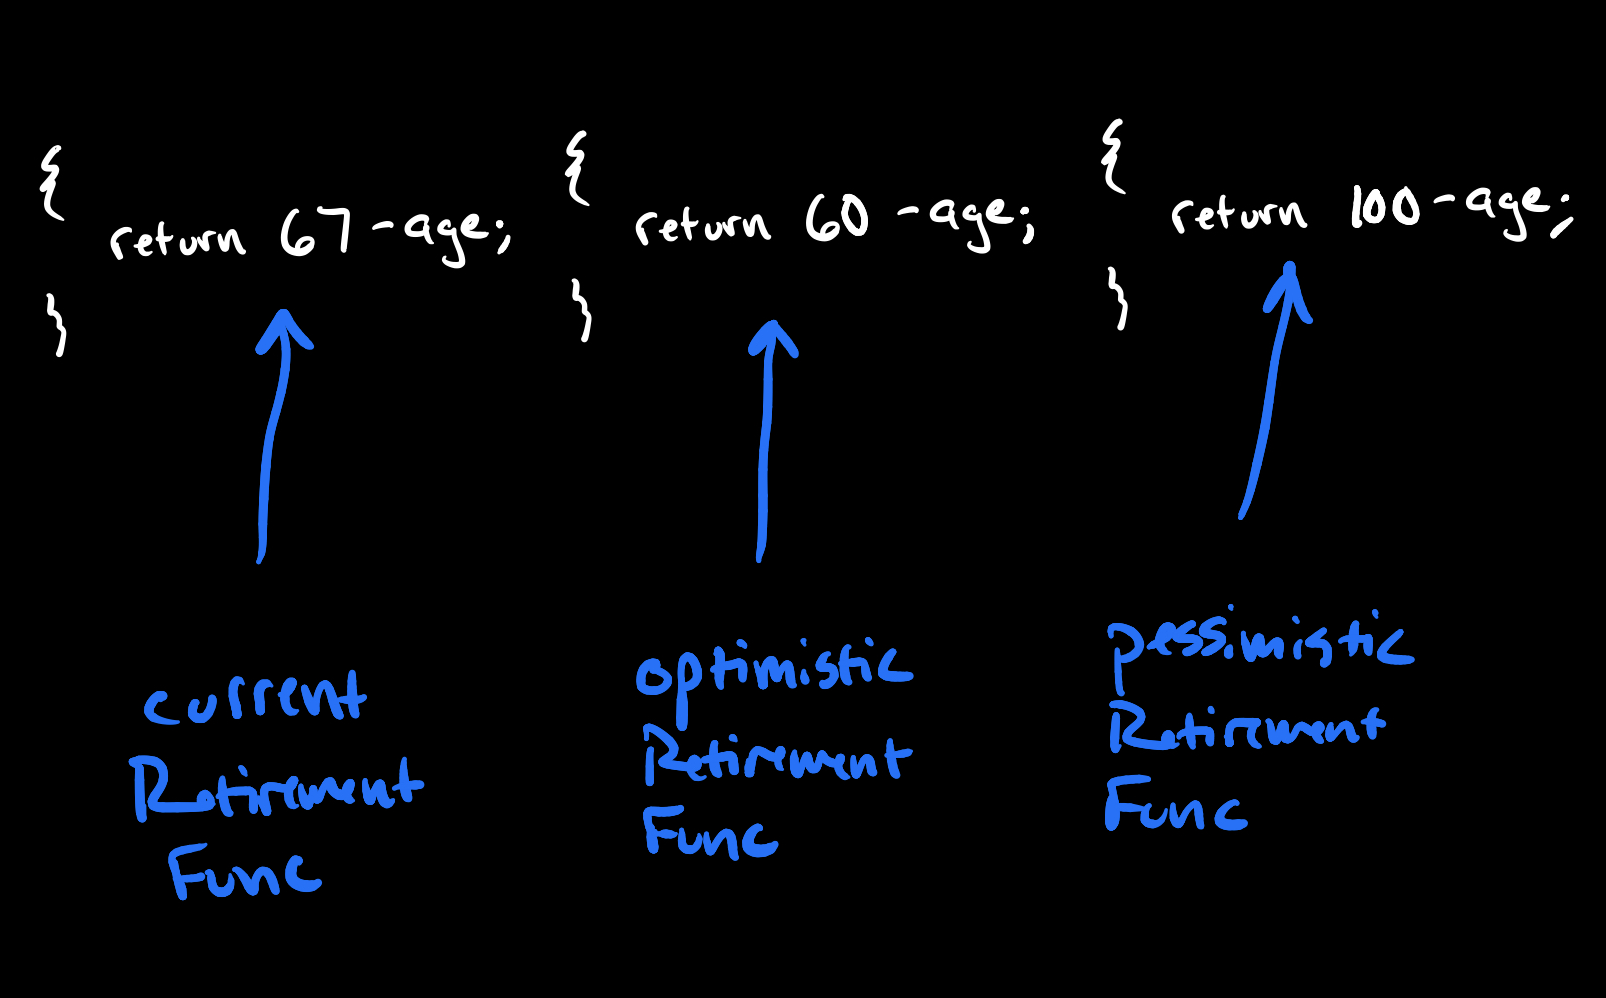 {
return 67 - age;
}
current
Retirement
Func
{
return 60 - age;
}
optimistic
Retirement
Func
{
return 100 - age;
}
pessimistic
Retirement
Func